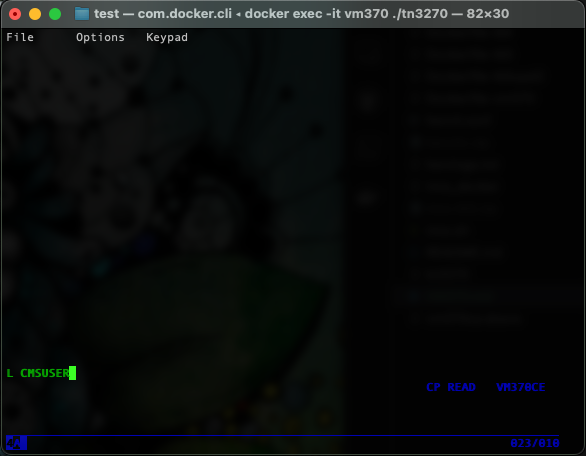 test — com.docker.cli ◂ docker exec -it vm370 ./tn3270 — 82×30
File Options Keypad
L CMSUSER
CP READ VM370CE
4A 023/010